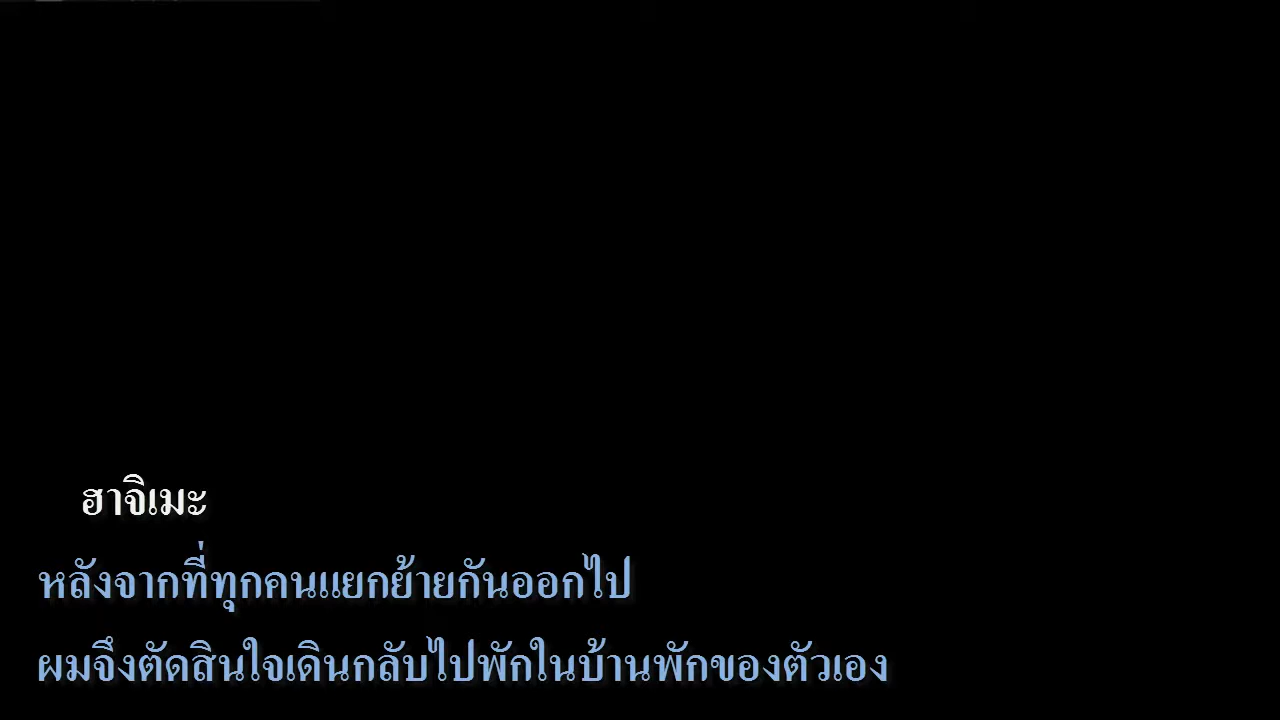 ฮาจิเมะ
หลังจากที่ทุกคนแยกย้ายกันออกไป
ผมจึงตัดสินใจเดินกลับไปพักในบ้านพักของตัวเอง